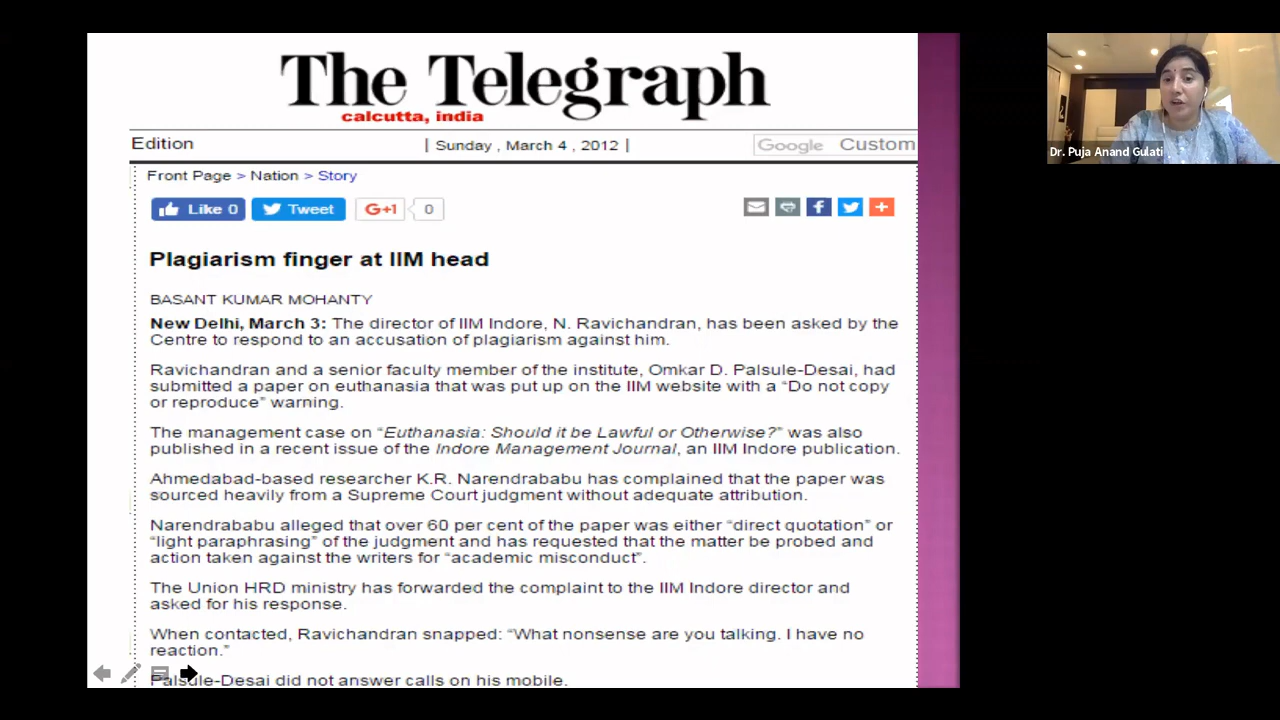 The Telegraph
calcutta, india
Edition | Sunday , March 4 , 2012 | Google Custom
Front Page > Nation > Story
Like 0 Tweet G+1 0
Plagiarism finger at IIM head
BASANT KUMAR MOHANTY
New Delhi, March 3: The director of IIM Indore, N. Ravichandran, has been asked by the
Centre to respond to an accusation of plagiarism against him.
Ravichandran and a senior faculty member of the institute, Omkar D. Palsule-Desai, had
submitted a paper on euthanasia that was put up on the IIM website with a “Do not copy
or reproduce” warning.
The management case on “Euthanasia: Should it be Lawful or Otherwise?” was also
published in a recent issue of the Indore Management Journal, an IIM Indore publication.
Ahmedabad-based researcher K.R. Narendrababu has complained that the paper was
sourced heavily from a Supreme Court judgment without adequate attribution.
Narendrababu alleged that over 60 per cent of the paper was either “direct quotation” or
“light paraphrasing” of the judgment and has requested that the matter be probed and
action taken against the writers for “academic misconduct”.
The Union HRD ministry has forwarded the complaint to the IIM Indore director and
asked for his response.
When contacted, Ravichandran snapped: “What nonsense are you talking. I have no
reaction.”
Palsule-Desai did not answer calls on his mobile.
Dr. Puja Anand Gulati